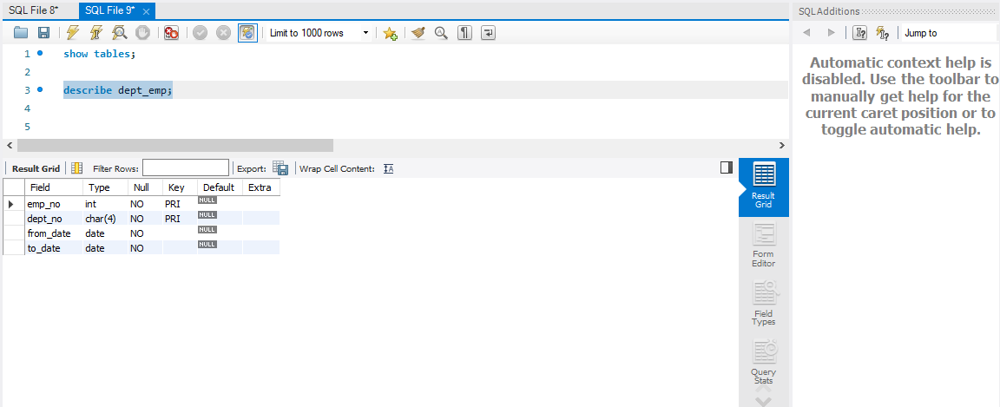 SQL File 8* SQL File 9* ×
SQLAdditions
Limit to 1000 rows
Jump to
1 show tables;
2
3 describe dept_emp;
4
5
Automatic context help is
disabled. Use the toolbar to
manually get help for the
current caret position or to
toggle automatic help.
Result Grid Filter Rows: Export: Wrap Cell Content:
Field Type Null Key Default Extra
emp_no int NO PRI NULL
dept_no char(4) NO PRI NULL
from_date date NO NULL
to_date date NO NULL
Result
Grid
Form
Editor
Field
Types
Query
Stats